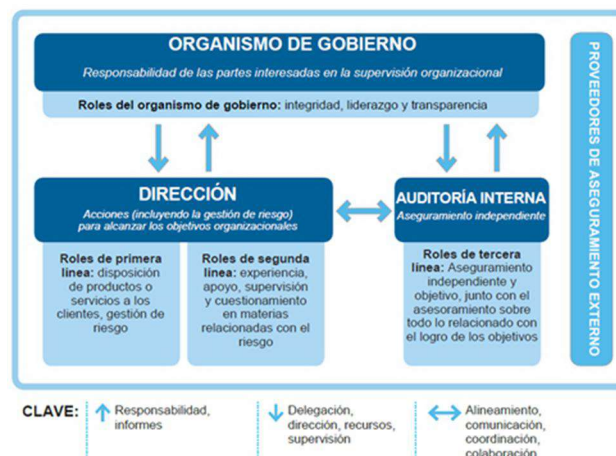 ORGANISMO DE GOBIERNO
Responsabilidad de las partes interesadas en la supervisión organizacional
Roles del organismo de gobierno: integridad, liderazgo y transparencia
DIRECCIÓN
Acciones (incluyendo la gestión de riesgo)
para alcanzar los objetivos organizacionales
Roles de primera
línea: disposición
de productos o
servicios a los
clientes, gestión de
riesgo
Roles de segunda
línea: experiencia,
apoyo, supervisión
y cuestionamiento
en materias
relacionadas con el
riesgo
AUDITORÍA INTERNA
Aseguramiento independiente
Roles de tercera
línea: Aseguramiento
independiente y
objetivo, junto con el
asesoramiento sobre
todo lo relacionado con
el logro de los objetivos
PROVEEDORES DE ASEGURAMIENTO EXTERNO
CLAVE:
Responsabilidad,
informes
Delegación,
dirección, recursos,
supervisión
Alineamiento,
comunicación,
coordinación,
colaboración